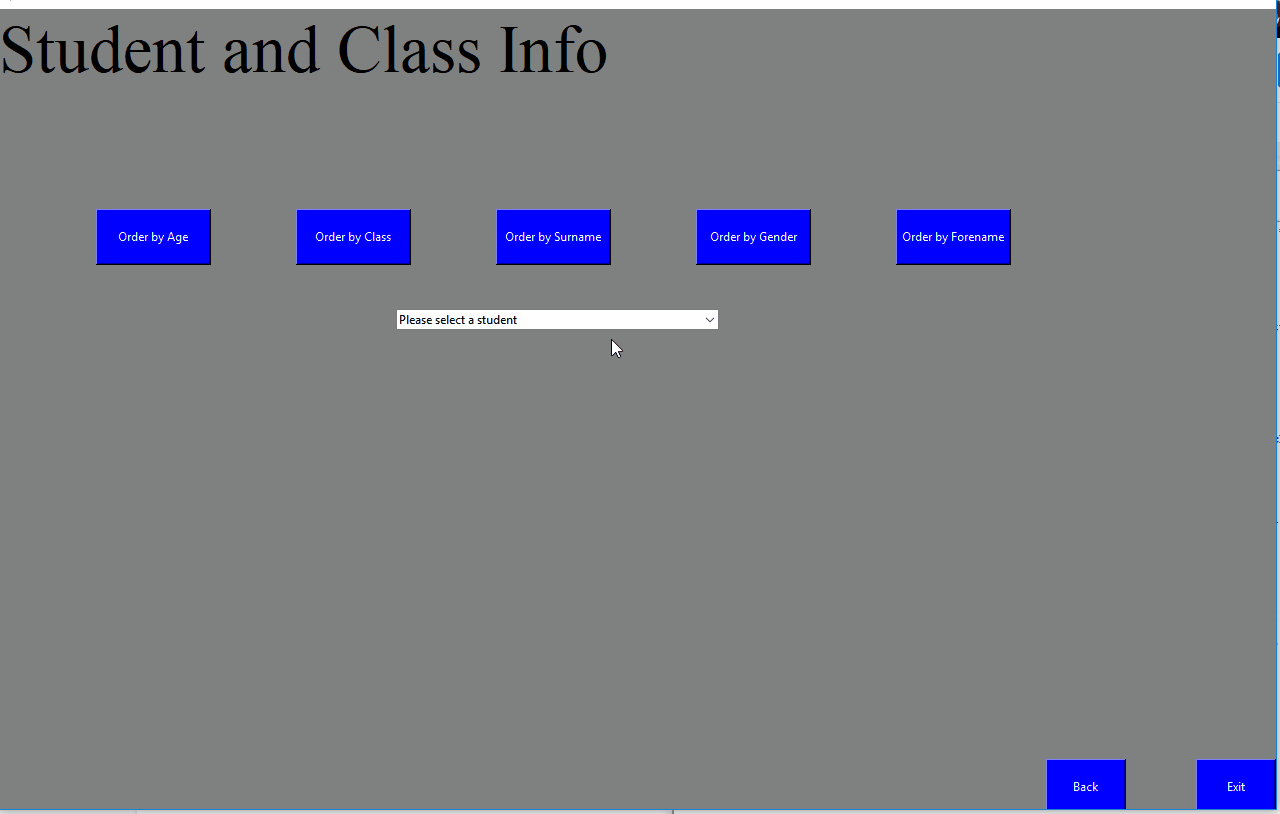 Student and Class Info
Order by Age
Order by Class
Order by Surname
Order by Gender
Order by Forename
Please select a student
Back
Exit